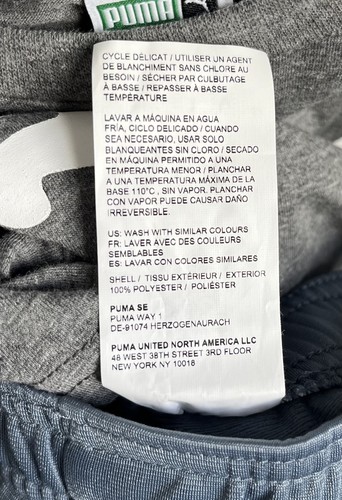 PUMA
CYCLE DÉLICAT / UTILISER UN AGENT
DE BLANCHIMENT SANS CHLORE AU
BESOIN / SÉCHER PAR CULBUTAGE
À BASSE / REPASSER À BASSE
TEMPÉRATURE
LAVAR A MÁQUINA EN AGUA
FRÍA, CICLO DELICADO / CUANDO
SEA NECESARIO, USAR SOLO
BLANQUEANTES SIN CLORO / SECADO
EN MÁQUINA PERMITIDO A UNA
TEMPERATURA MENOR / PLANCHAR
A UNA TEMPERATURA MÁXIMA DE LA
BASE 110°C , SIN VAPOR. PLANCHAR
CON VAPOR PUEDE CAUSAR DAÑO
IRREVERSIBLE.
US: WASH WITH SIMILAR COLOURS
FR: LAVER AVEC DES COULEURS
SEMBLABLES
ES: LAVAR CON COLORES SIMILARES
SHELL / TISSU EXTÉRIEUR / EXTERIOR
100% POLYESTER / POLIÉSTER
PUMA SE
PUMA WAY 1
DE-91074 HERZOGENAURACH
PUMA UNITED NORTH AMERICA LLC
48 WEST 38TH STREET 3RD FLOOR
NEW YORK NY 10018